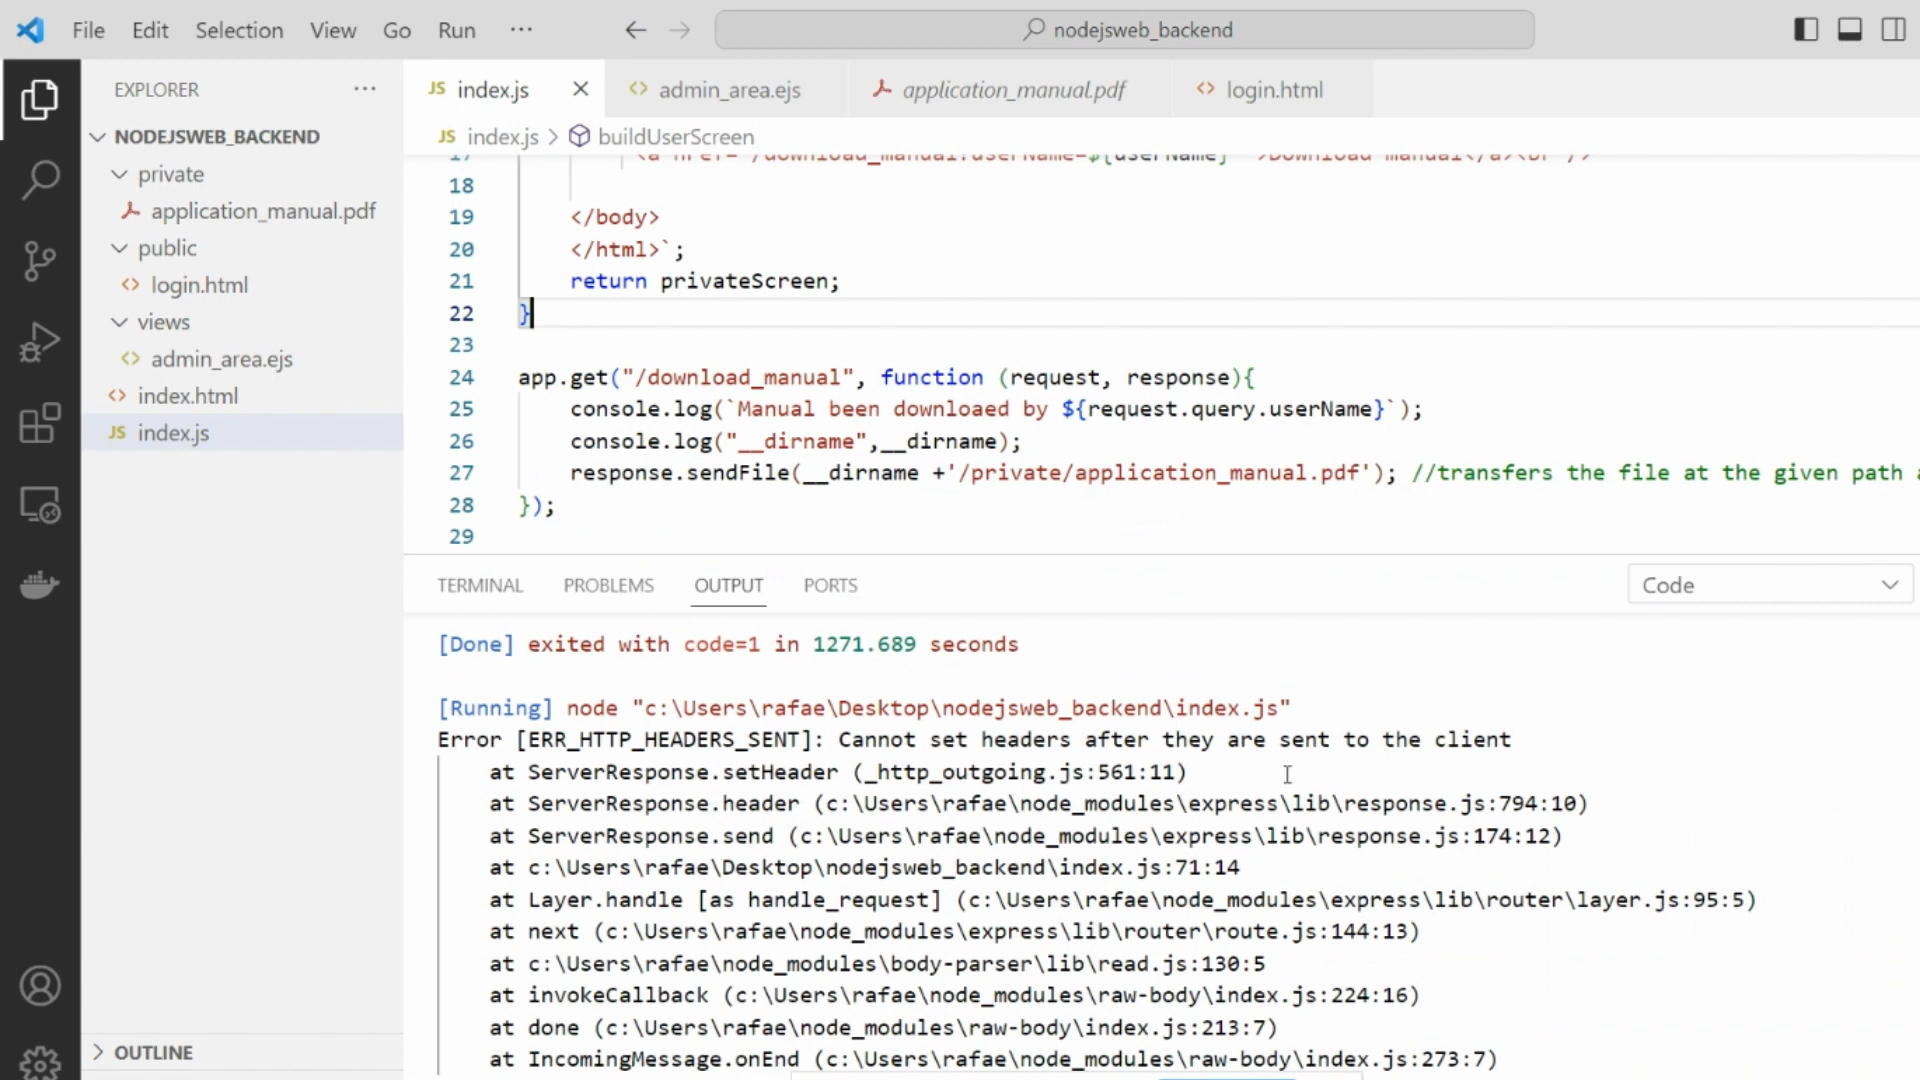 File Edit Selection View Go Run ··· nodejsweb_backend
EXPLORER ···
NODEJSWEB_BACKEND
private
application_manual.pdf
public
login.html
views
admin_area.ejs
index.html
JS index.js
OUTLINE
JS index.js admin_area.ejs application_manual.pdf login.html
JS index.js > buildUserScreen
17 <a href="/download_manual?userName=${userName}">Download manual</a><br />
18
19 </body>
20 </html>`;
21 return privateScreen;
22 }
23
24 app.get("/download_manual", function (request, response){
25 console.log(`Manual been downloaed by ${request.query.userName}`);
26 console.log("__dirname",__dirname);
27 response.sendFile(__dirname +'/private/application_manual.pdf'); //transfers the file at the given path
28 });
29
TERMINAL PROBLEMS OUTPUT PORTS Code
[Done] exited with code=1 in 1271.689 seconds
[Running] node "c:\Users\rafae\Desktop\nodejsweb_backend\index.js"
Error [ERR_HTTP_HEADERS_SENT]: Cannot set headers after they are sent to the client
at ServerResponse.setHeader (_http_outgoing.js:561:11)
at ServerResponse.header (c:\Users\rafae\node_modules\express\lib\response.js:794:10)
at ServerResponse.send (c:\Users\rafae\node_modules\express\lib\response.js:174:12)
at c:\Users\rafae\Desktop\nodejsweb_backend\index.js:71:14
at Layer.handle [as handle_request] (c:\Users\rafae\node_modules\express\lib\router\layer.js:95:5)
at next (c:\Users\rafae\node_modules\express\lib\router\route.js:144:13)
at c:\Users\rafae\node_modules\body-parser\lib\read.js:130:5
at invokeCallback (c:\Users\rafae\node_modules\raw-body\index.js:224:16)
at done (c:\Users\rafae\node_modules\raw-body\index.js:213:7)
at IncomingMessage.onEnd (c:\Users\rafae\node_modules\raw-body\index.js:273:7)